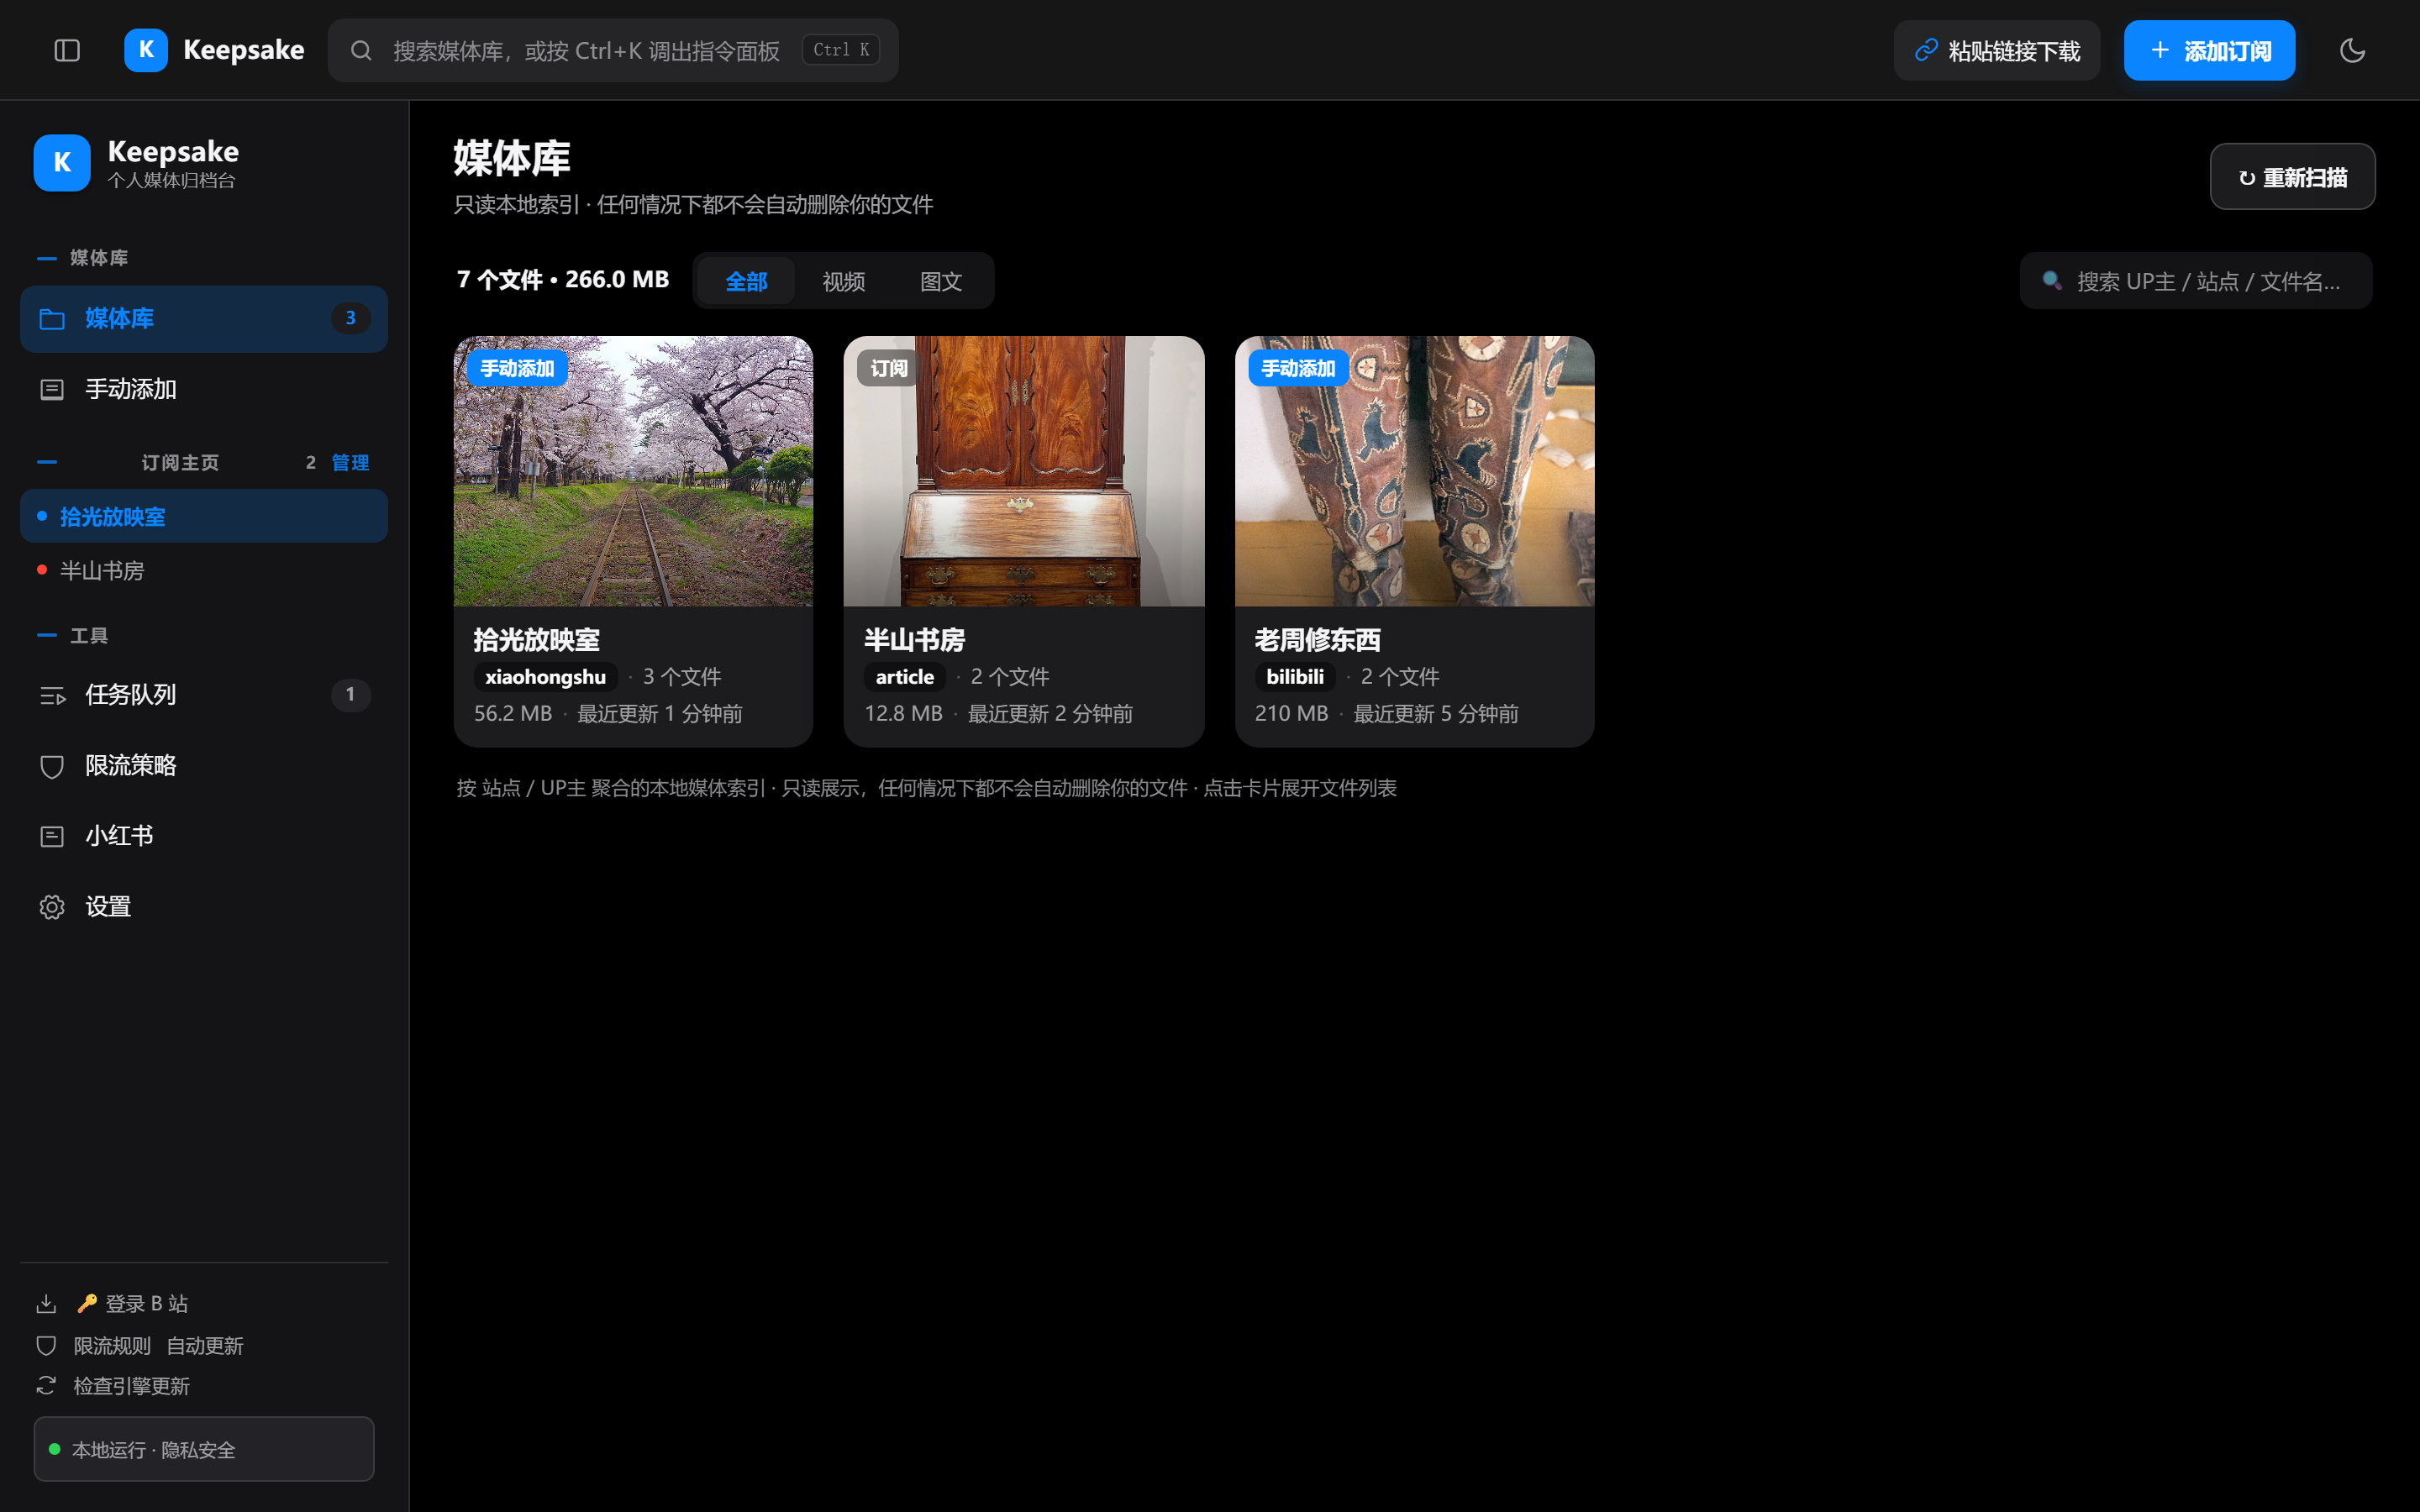 K Keepsake 搜索媒体库，或按 Ctrl+K 调出指令面板 Ctrl K 粘贴链接下载 + 添加订阅
K Keepsake
个人媒体归档台
媒体库
媒体库 3
手动添加
订阅主页 2 管理
拾光放映室
半山书房
工具
任务队列 1
限流策略
小红书
设置
🔑 登录 B 站
限流规则 自动更新
检查引擎更新
本地运行 · 隐私安全
媒体库
只读本地索引 · 任何情况下都不会自动删除你的文件
↻ 重新扫描
7 个文件 • 266.0 MB 全部 视频 图文
🔍 搜索 UP主 / 站点 / 文件名...
手动添加
拾光放映室
xiaohongshu · 3 个文件
56.2 MB · 最近更新 1 分钟前
订阅
半山书房
article · 2 个文件
12.8 MB · 最近更新 2 分钟前
手动添加
老周修东西
bilibili · 2 个文件
210 MB · 最近更新 5 分钟前
按 站点 / UP主 聚合的本地媒体索引 · 只读展示，任何情况下都不会自动删除你的文件 · 点击卡片展开文件列表